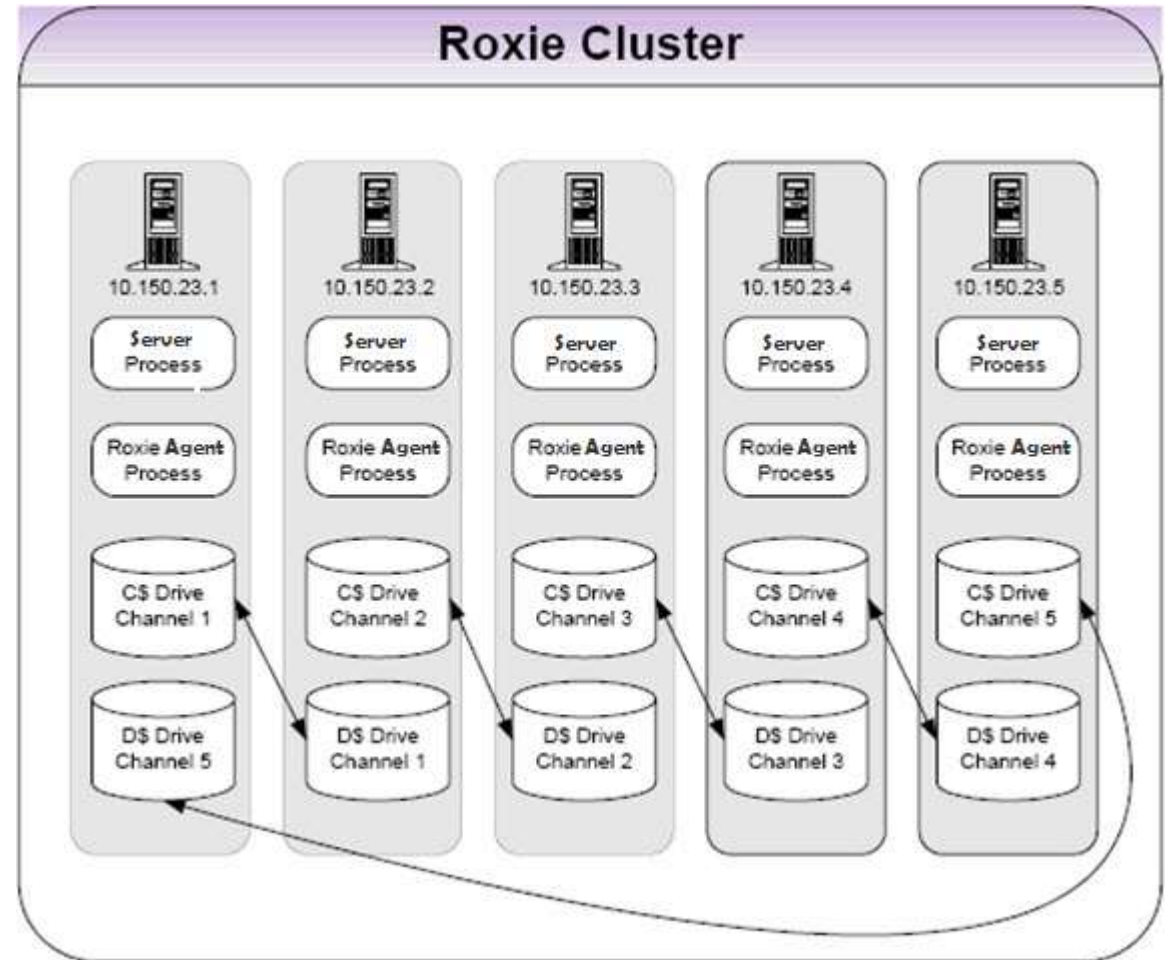 Roxie Cluster
10.150.23.1
Server
Process
Roxie Agent
Process
C$ Drive
Channel 1
D$ Drive
Channel 5
10.150.23.2
Server
Process
Roxie Agent
Process
C$ Drive
Channel 2
D$ Drive
Channel 1
10.150.23.3
Server
Process
Roxie Agent
Process
C$ Drive
Channel 3
D$ Drive
Channel 2
10.150.23.4
Server
Process
Roxie Agent
Process
C$ Drive
Channel 4
D$ Drive
Channel 3
10.150.23.5
Server
Process
Roxie Agent
Process
C$ Drive
Channel 5
D$ Drive
Channel 4